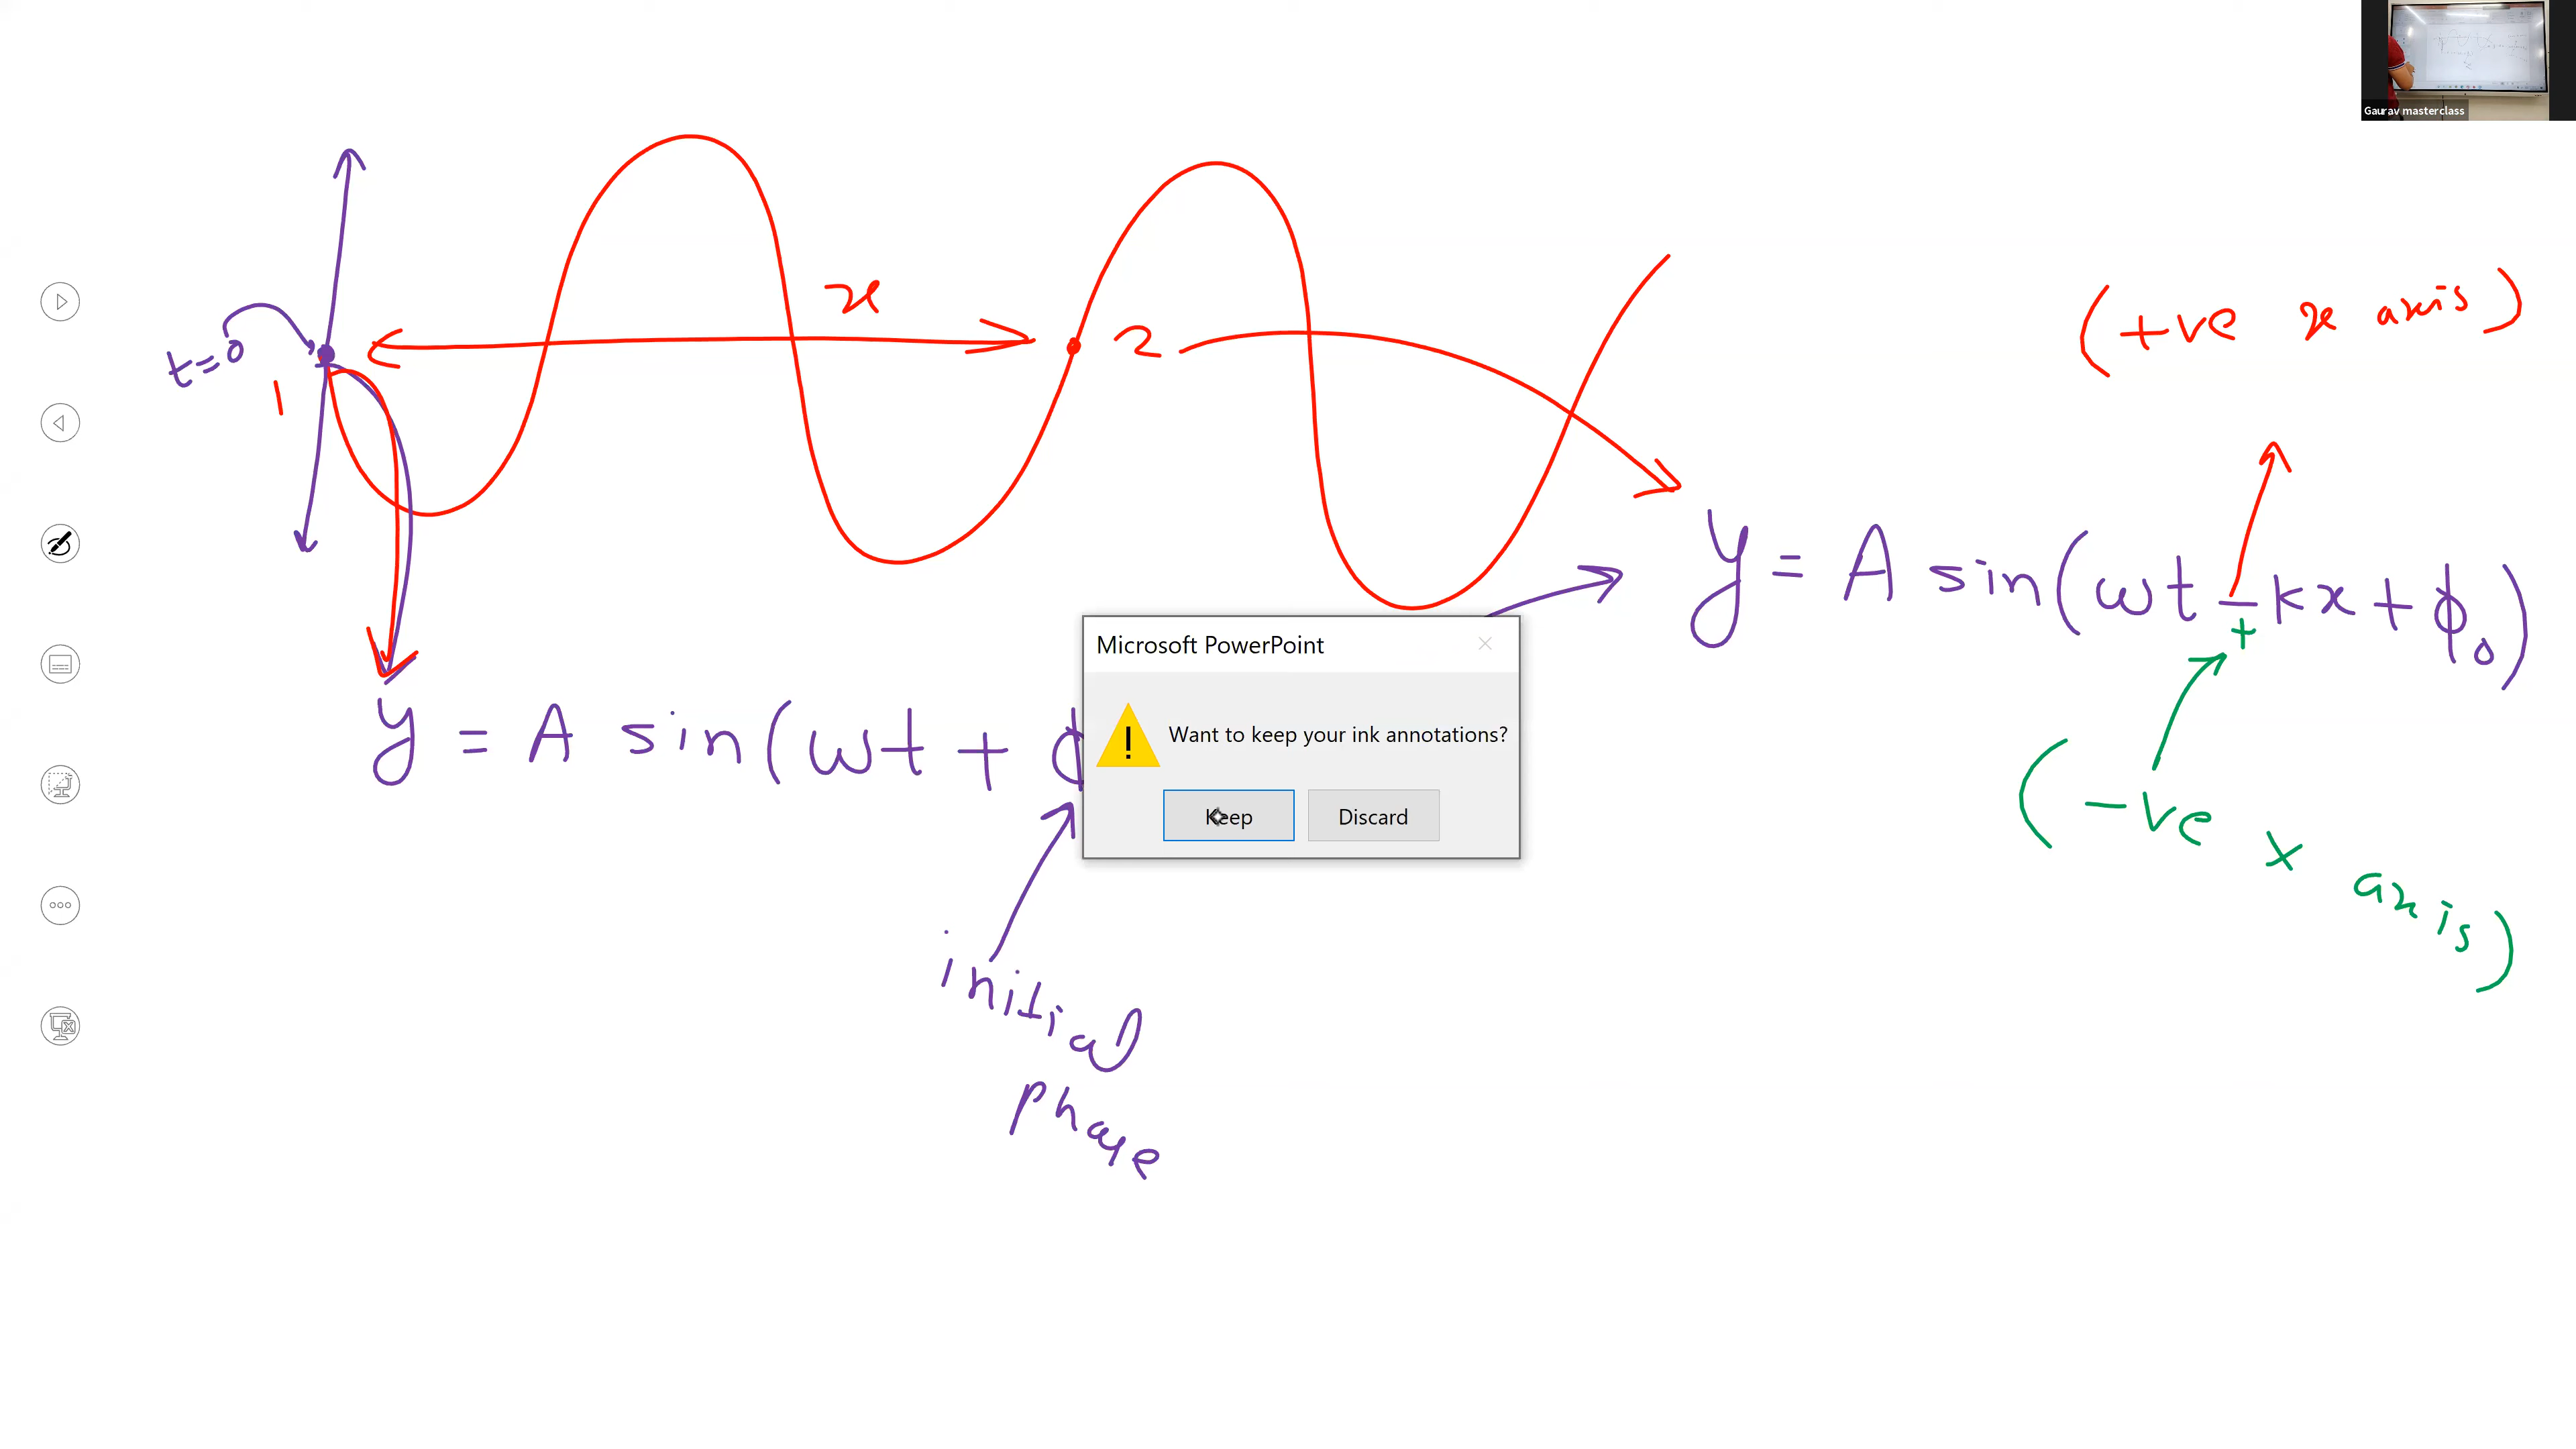 Gaurav masterclass
t=0
1
x
2
(+ve x axis)
y = A sin(ωt - kx + ϕ₀)
+
(-ve x axis)
y = A sin(ωt + ϕ
initial
phase
Microsoft PowerPoint
Want to keep your ink annotations?
Keep
Discard